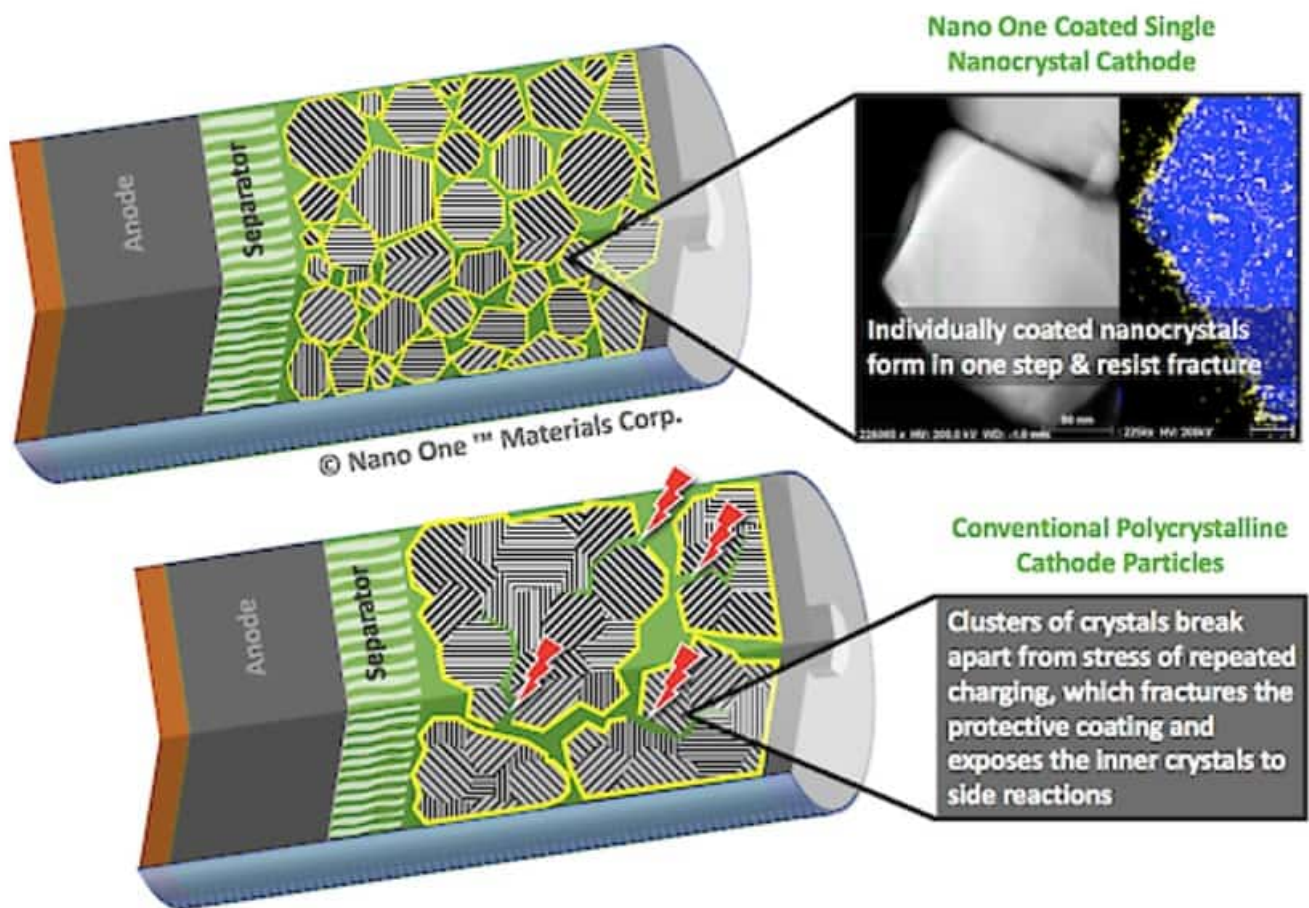 Nano One Coated Single
Nanocrystal Cathode
Anode
Separator
Individually coated nanocrystals
form in one step & resist fracture
50 nm
© Nano One ™ Materials Corp.
Conventional Polycrystalline
Cathode Particles
Anode
Separator
Clusters of crystals break
apart from stress of repeated
charging, which fractures the
protective coating and
exposes the inner crystals to
side reactions